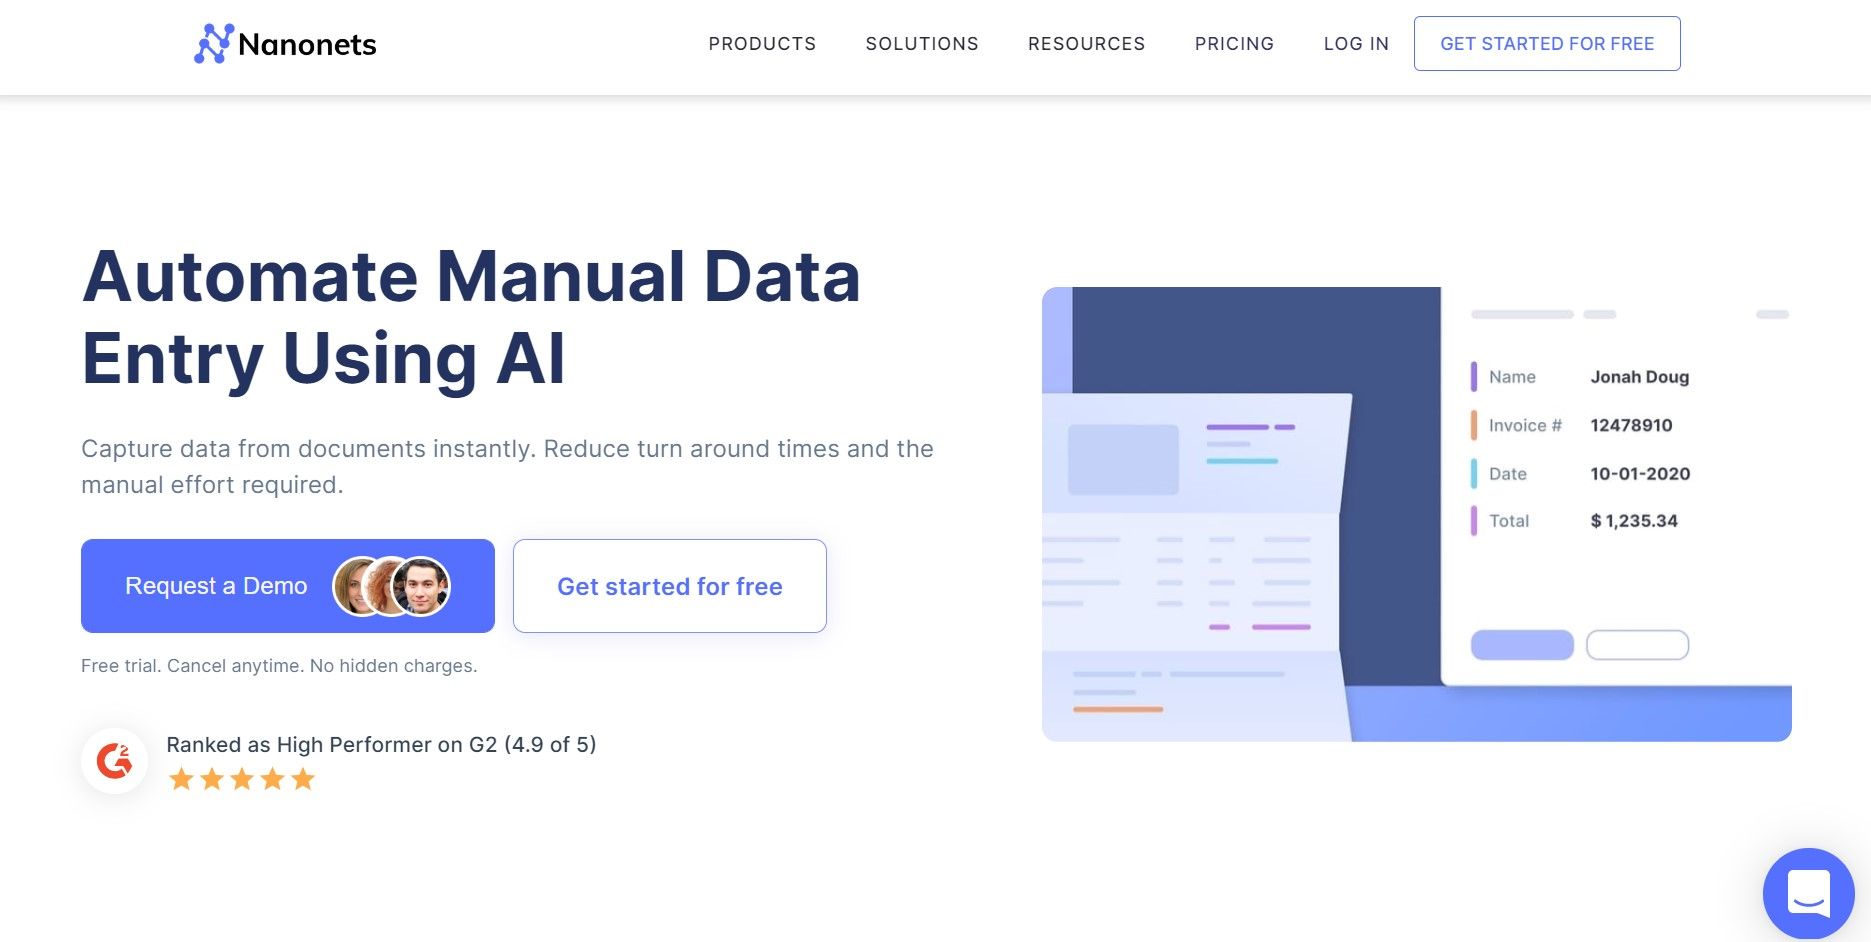 Nanonets
PRODUCTS
SOLUTIONS
RESOURCES
PRICING
LOG IN
GET STARTED FOR FREE
Automate Manual Data
Entry Using AI
Capture data from documents instantly. Reduce turn around times and the
manual effort required.
Request a Demo
Get started for free
Free trial. Cancel anytime. No hidden charges.
G2
Ranked as High Performer on G2 (4.9 of 5)
Name Jonah Doug
Invoice # 12478910
Date 10-01-2020
Total $ 1,235.34